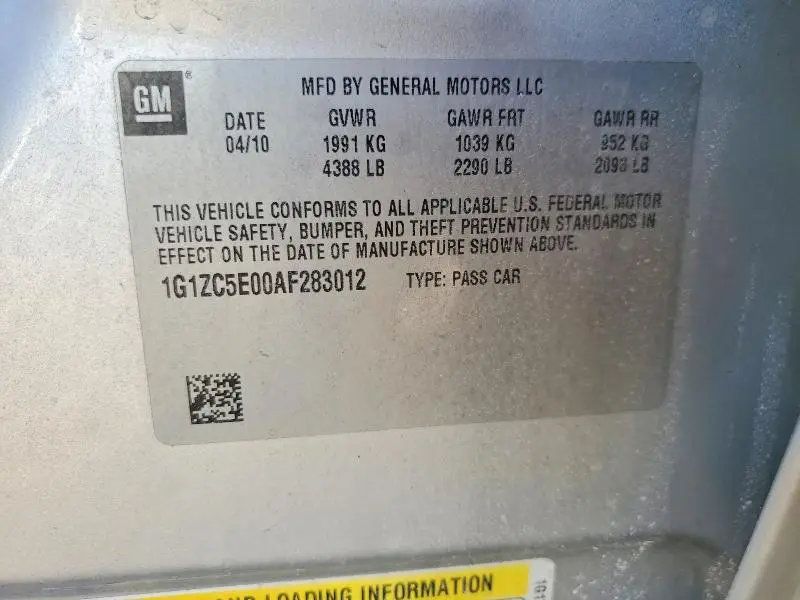 GM ®
MFD BY GENERAL MOTORS LLC
DATE GVWR GAWR FRT GAWR RR
04/10 1991 KG 1039 KG 952 KG
4388 LB 2290 LB 2098 LB
THIS VEHICLE CONFORMS TO ALL APPLICABLE U.S. FEDERAL MOTOR
VEHICLE SAFETY, BUMPER, AND THEFT PREVENTION STANDARDS IN
EFFECT ON THE DATE OF MANUFACTURE SHOWN ABOVE.
1G1ZC5E00AF283012 TYPE: PASS CAR
AND LOADING INFORMATION